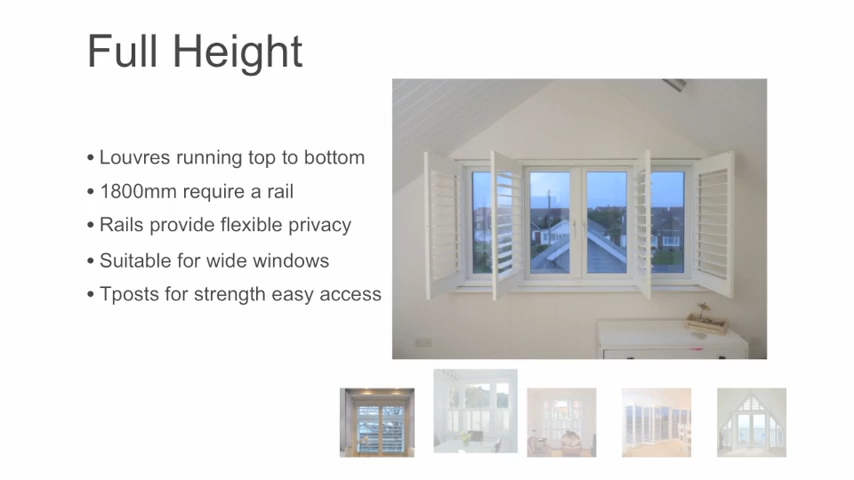 Full Height
• Louvres running top to bottom
• 1800mm require a rail
• Rails provide flexible privacy
• Suitable for wide windows
• Tposts for strength easy access